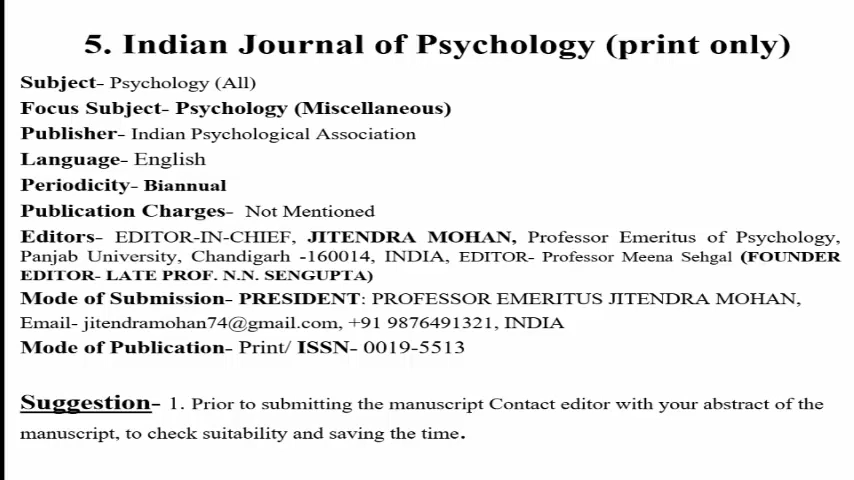 5. Indian Journal of Psychology (print only)
Subject- Psychology (All)
Focus Subject- Psychology (Miscellaneous)
Publisher- Indian Psychological Association
Language- English
Periodicity- Biannual
Publication Charges- Not Mentioned
Editors- EDITOR-IN-CHIEF, JITENDRA MOHAN, Professor Emeritus of Psychology,
Panjab University, Chandigarh -160014, INDIA, EDITOR- Professor Meena Sehgal (FOUNDER
EDITOR- LATE PROF. N.N. SENGUPTA)
Mode of Submission- PRESIDENT: PROFESSOR EMERITUS JITENDRA MOHAN,
Email- jitendramohan74@gmail.com, +91 9876491321, INDIA
Mode of Publication- Print/ ISSN- 0019-5513
Suggestion- 1. Prior to submitting the manuscript Contact editor with your abstract of the
manuscript, to check suitability and saving the time.